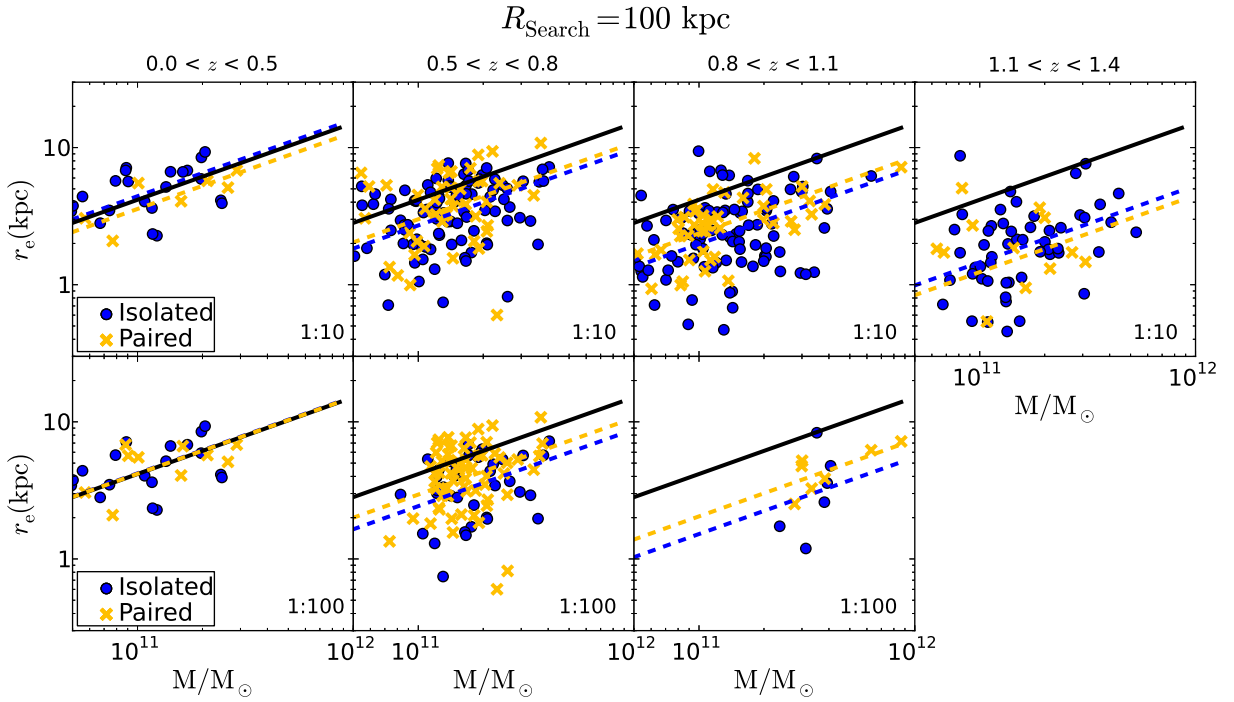 R_Search = 100 kpc
0.0 < z < 0.5
0.5 < z < 0.8
0.8 < z < 1.1
1.1 < z < 1.4
r_e(kpc)
10
1
Isolated
Paired
1:10
1:10
1:10
1:10
10^11
10^12
M/M_⊙
r_e(kpc)
10
1
Isolated
Paired
1:100
1:100
1:100
10^11
10^12
10^11
10^12
10^11
10^12
M/M_⊙
M/M_⊙
M/M_⊙